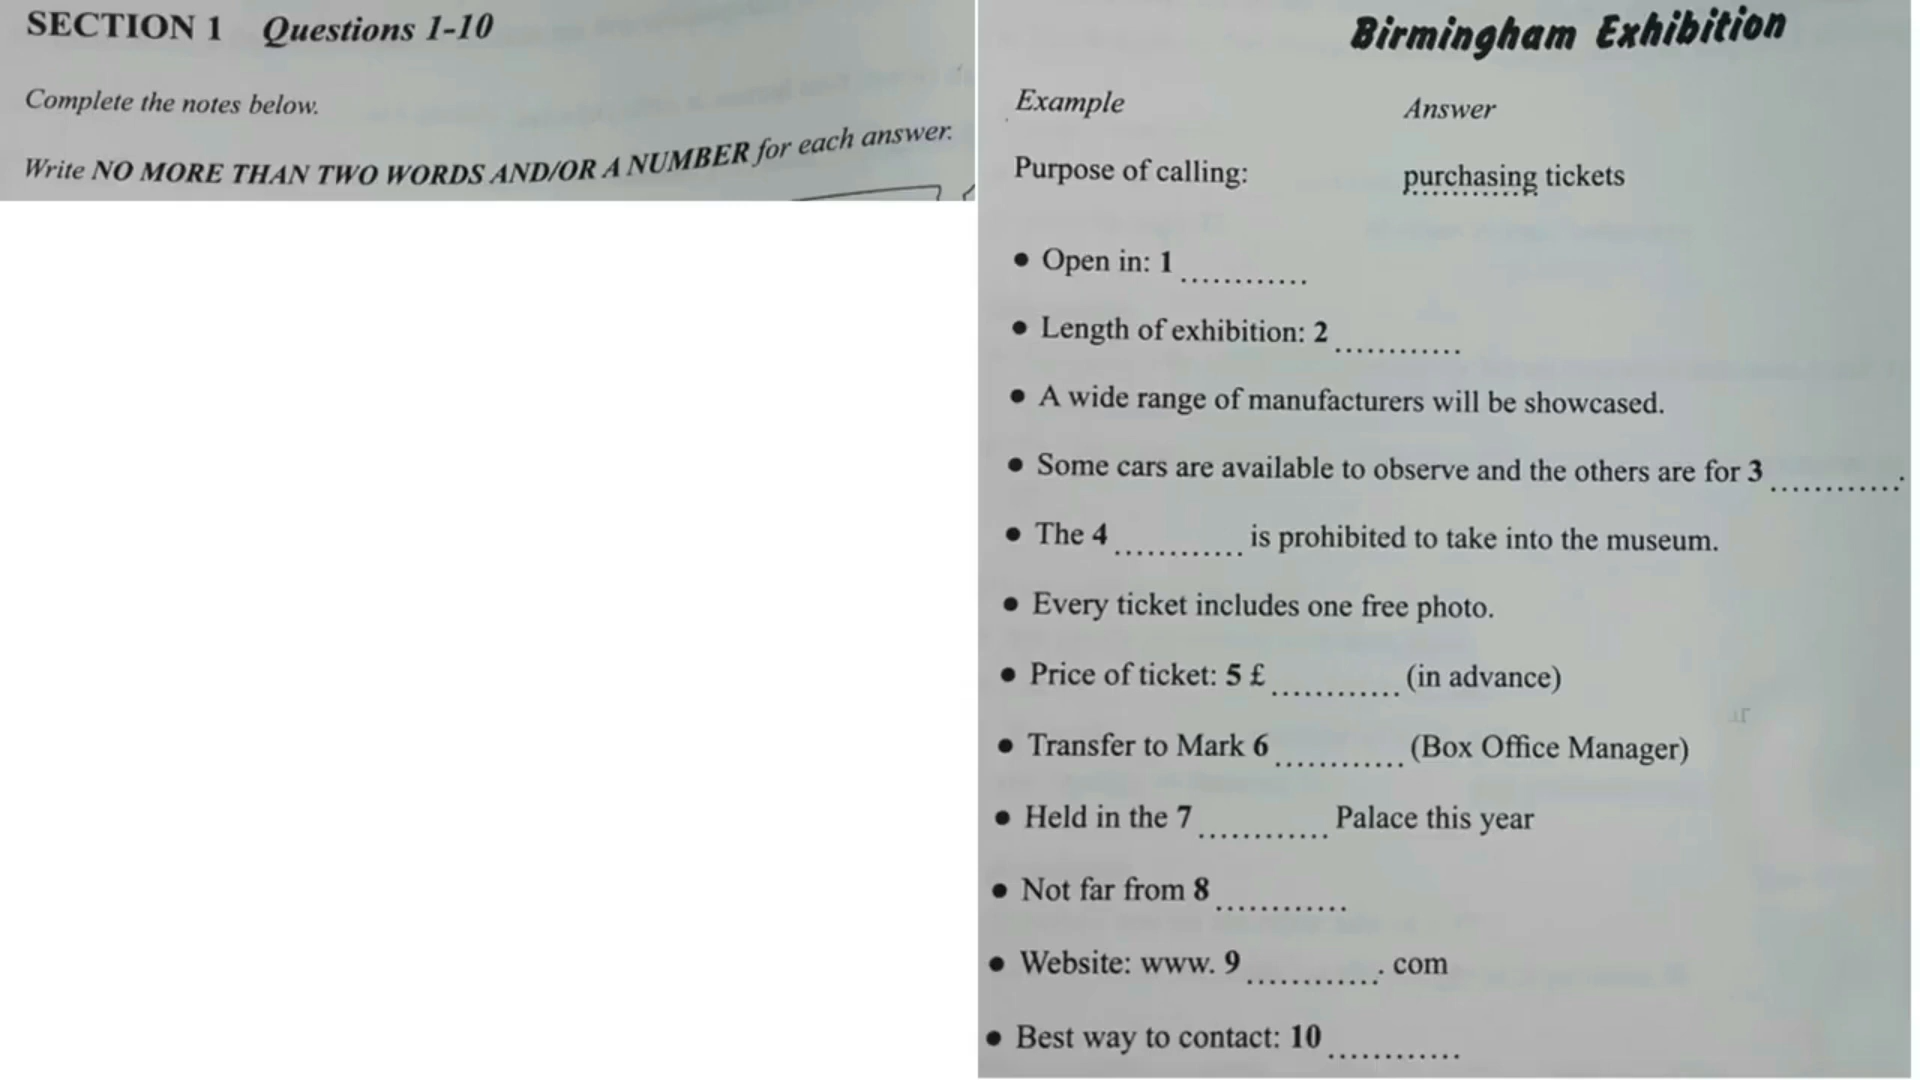 SECTION 1 Questions 1-10
Complete the notes below.
Write NO MORE THAN TWO WORDS AND/OR A NUMBER for each answer.
Birmingham Exhibition
Example Answer
Purpose of calling: purchasing tickets
• Open in: 1 ............
• Length of exhibition: 2 ............
• A wide range of manufacturers will be showcased.
• Some cars are available to observe and the others are for 3 .............
• The 4 ............ is prohibited to take into the museum.
• Every ticket includes one free photo.
• Price of ticket: 5 £ ............ (in advance)
• Transfer to Mark 6 ............ (Box Office Manager)
• Held in the 7 ............ Palace this year
• Not far from 8 ............
• Website: www. 9 ............ . com
• Best way to contact: 10 ............